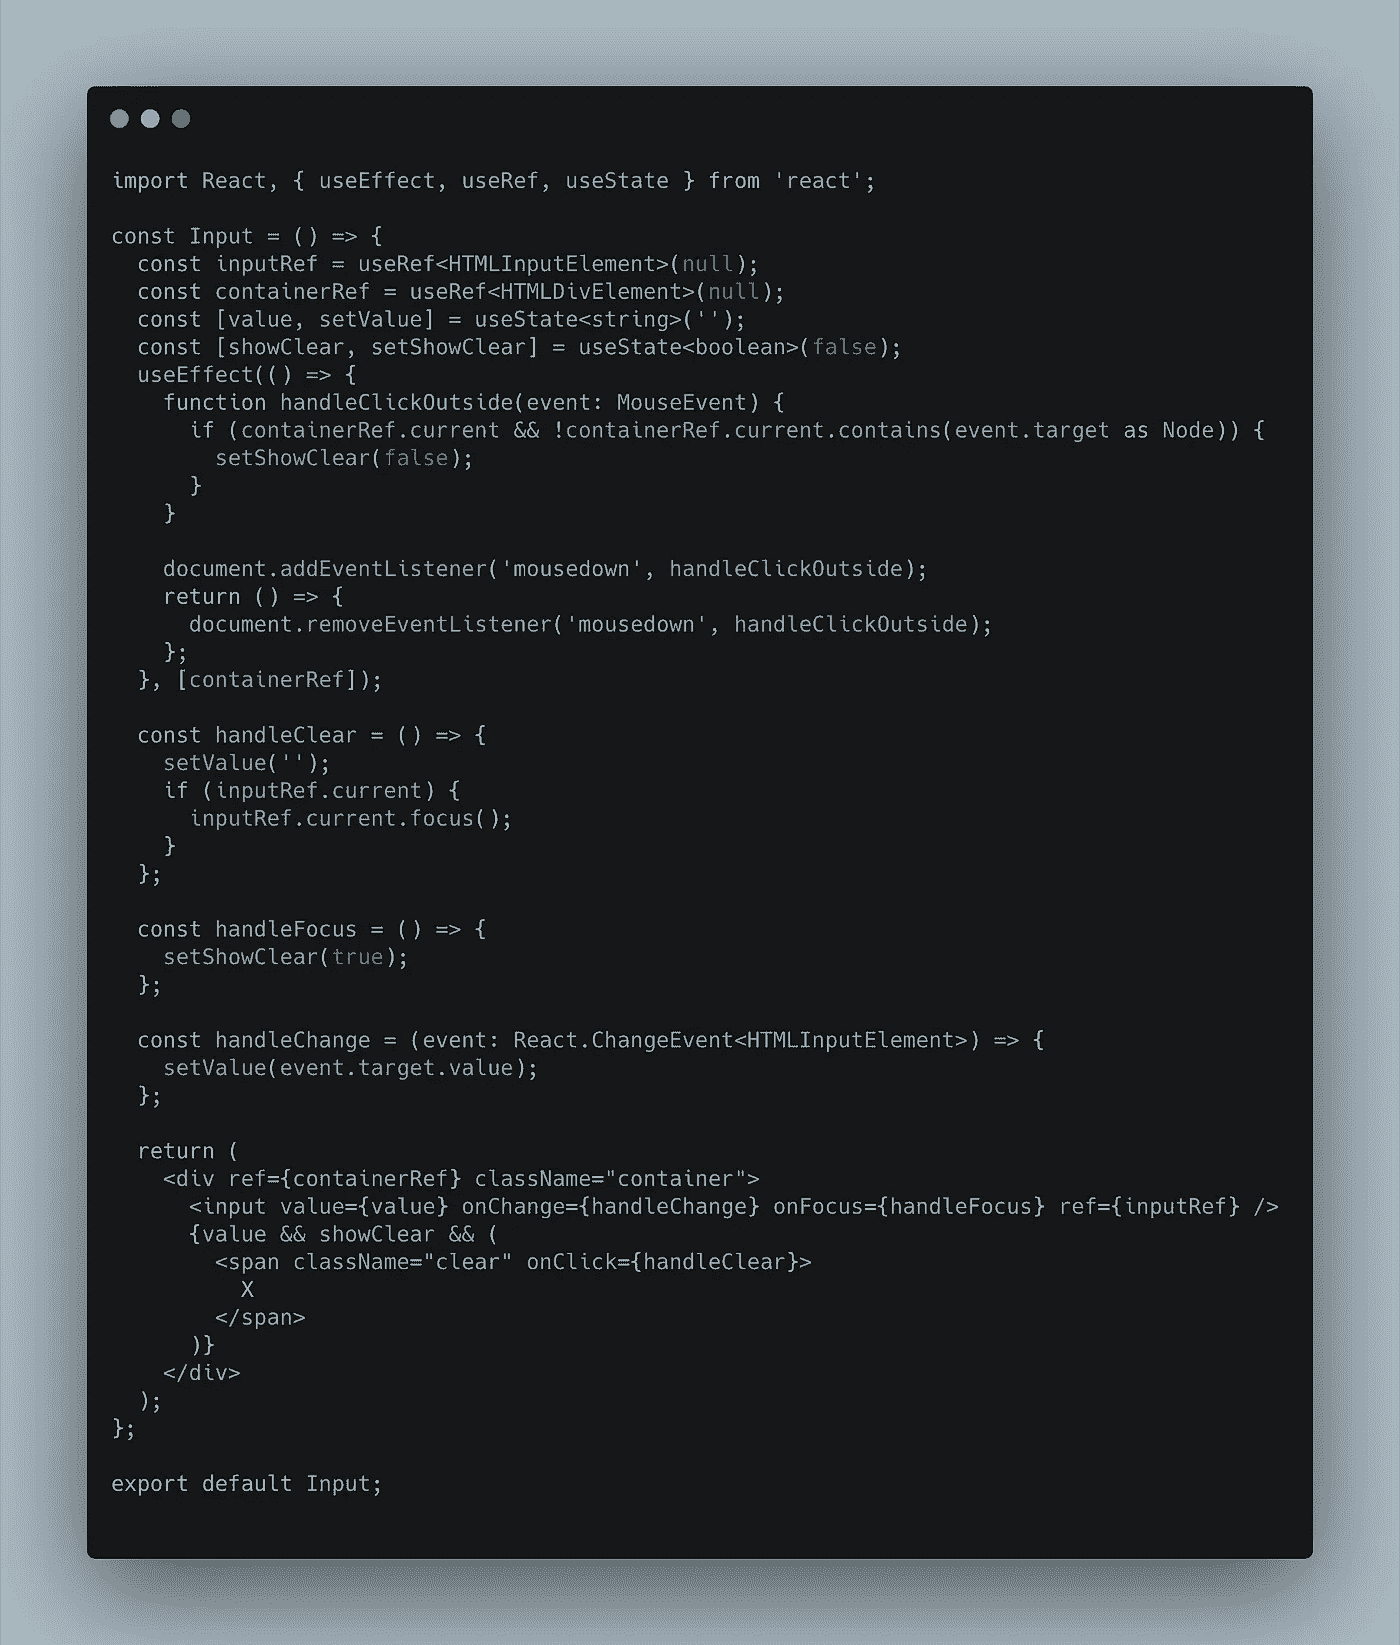 import React, { useEffect, useRef, useState } from 'react';

const Input = () => {
  const inputRef = useRef<HTMLInputElement>(null);
  const containerRef = useRef<HTMLDivElement>(null);
  const [value, setValue] = useState<string>('');
  const [showClear, setShowClear] = useState<boolean>(false);
  useEffect(() => {
    function handleClickOutside(event: MouseEvent) {
      if (containerRef.current && !containerRef.current.contains(event.target as Node)) {
        setShowClear(false);
      }
    }

    document.addEventListener('mousedown', handleClickOutside);
    return () => {
      document.removeEventListener('mousedown', handleClickOutside);
    };
  }, [containerRef]);

  const handleClear = () => {
    setValue('');
    if (inputRef.current) {
      inputRef.current.focus();
    }
  };

  const handleFocus = () => {
    setShowClear(true);
  };

  const handleChange = (event: React.ChangeEvent<HTMLInputElement>) => {
    setValue(event.target.value);
  };

  return (
    <div ref={containerRef} className="container">
      <input value={value} onChange={handleChange} onFocus={handleFocus} ref={inputRef} />
      {value && showClear && (
        <span className="clear" onClick={handleClear}>
          X
        </span>
      )}
    </div>
  );
};

export default Input;